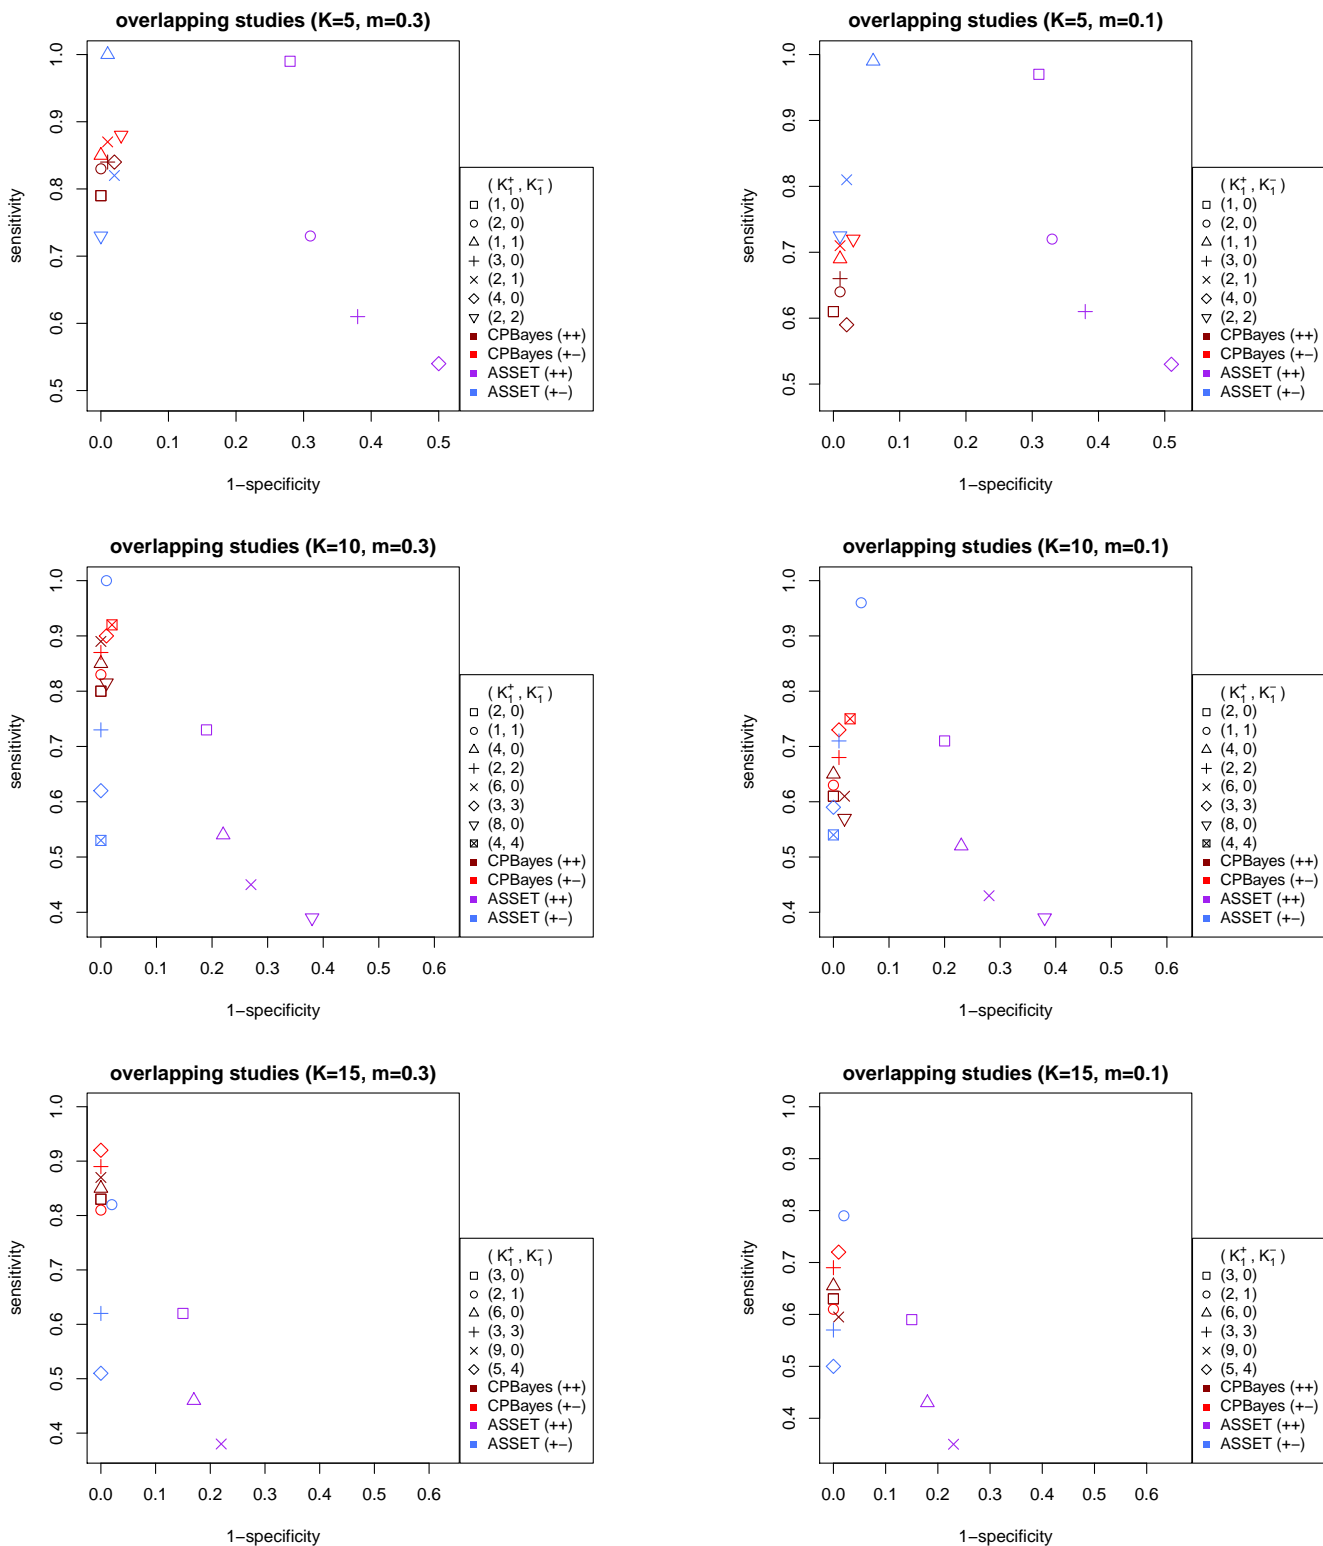 overlapping studies (K=5, m=0.3)
sensitivity
1.0
0.9
0.8
0.7
0.6
0.5
0.0 0.1 0.2 0.3 0.4 0.5
1−specificity
( K₁⁺ , K₁⁻ )
(1, 0)
(2, 0)
(1, 1)
(3, 0)
(2, 1)
(4, 0)
(2, 2)
CPBayes (++)
CPBayes (+−)
ASSET (++)
ASSET (+−)
overlapping studies (K=5, m=0.1)
sensitivity
1.0
0.9
0.8
0.7
0.6
0.5
0.0 0.1 0.2 0.3 0.4 0.5
1−specificity
( K₁⁺ , K₁⁻ )
(1, 0)
(2, 0)
(1, 1)
(3, 0)
(2, 1)
(4, 0)
(2, 2)
CPBayes (++)
CPBayes (+−)
ASSET (++)
ASSET (+−)
overlapping studies (K=10, m=0.3)
sensitivity
1.0
0.9
0.8
0.7
0.6
0.5
0.4
0.0 0.1 0.2 0.3 0.4 0.5 0.6
1−specificity
( K₁⁺ , K₁⁻ )
(2, 0)
(1, 1)
(4, 0)
(2, 2)
(6, 0)
(3, 3)
(8, 0)
(4, 4)
CPBayes (++)
CPBayes (+−)
ASSET (++)
ASSET (+−)
overlapping studies (K=10, m=0.1)
sensitivity
1.0
0.9
0.8
0.7
0.6
0.5
0.4
0.0 0.1 0.2 0.3 0.4 0.5 0.6
1−specificity
( K₁⁺ , K₁⁻ )
(2, 0)
(1, 1)
(4, 0)
(2, 2)
(6, 0)
(3, 3)
(8, 0)
(4, 4)
CPBayes (++)
CPBayes (+−)
ASSET (++)
ASSET (+−)
overlapping studies (K=15, m=0.3)
sensitivity
1.0
0.9
0.8
0.7
0.6
0.5
0.4
0.0 0.1 0.2 0.3 0.4 0.5 0.6
1−specificity
( K₁⁺ , K₁⁻ )
(3, 0)
(2, 1)
(6, 0)
(3, 3)
(9, 0)
(5, 4)
CPBayes (++)
CPBayes (+−)
ASSET (++)
ASSET (+−)
overlapping studies (K=15, m=0.1)
sensitivity
1.0
0.9
0.8
0.7
0.6
0.5
0.4
0.0 0.1 0.2 0.3 0.4 0.5 0.6
1−specificity
( K₁⁺ , K₁⁻ )
(3, 0)
(2, 1)
(6, 0)
(3, 3)
(9, 0)
(5, 4)
CPBayes (++)
CPBayes (+−)
ASSET (++)
ASSET (+−)